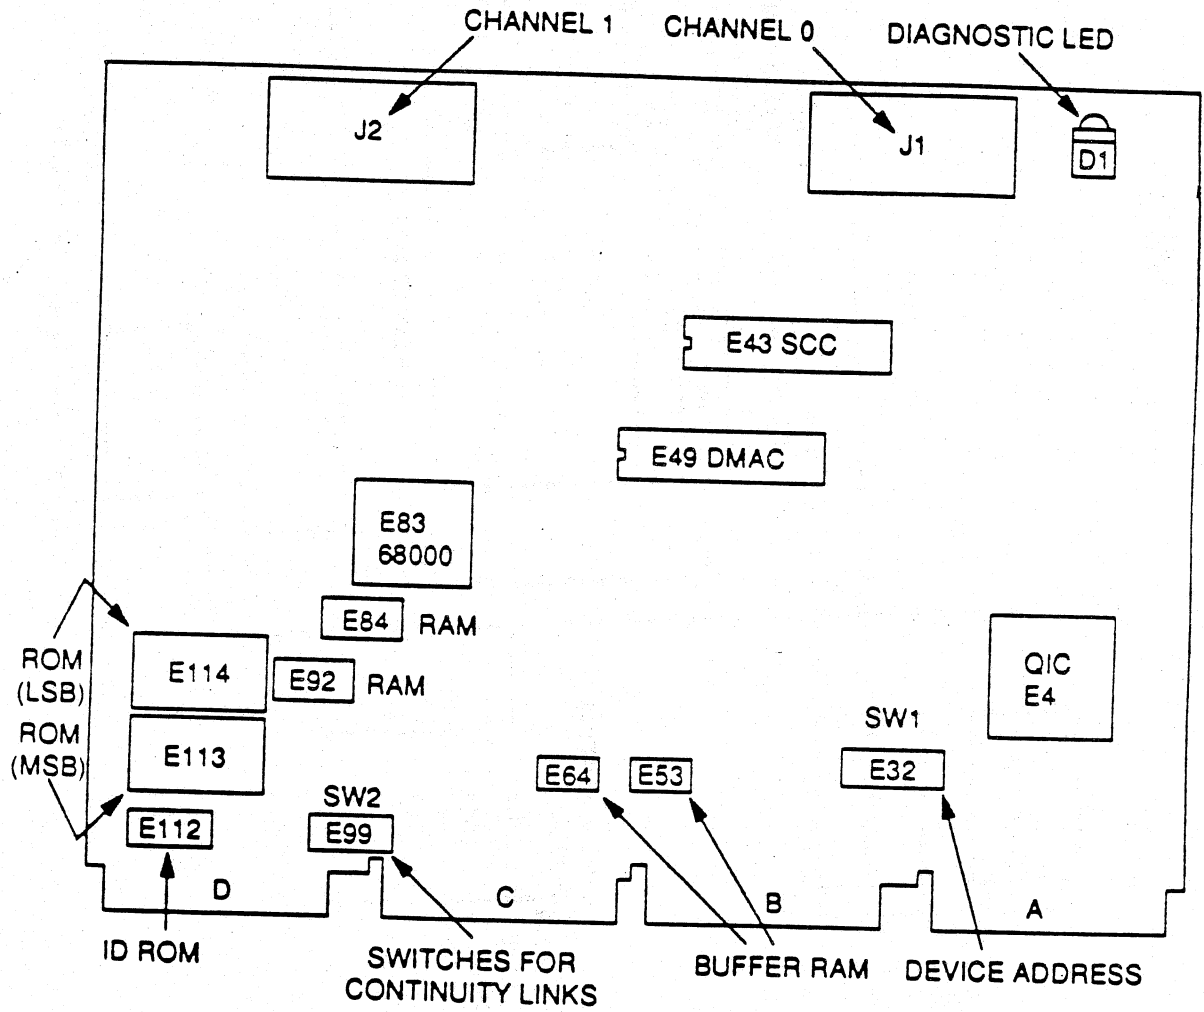 CHANNEL 1
CHANNEL 0
DIAGNOSTIC LED
J2
J1
D1
E43 SCC
E49 DMAC
E83
68000
E84
RAM
ROM
(LSB)
E114
E92
RAM
QIC
E4
ROM
(MSB)
E113
SW1
E64
E53
E32
SW2
E112
E99
D
C
B
A
ID ROM
SWITCHES FOR
CONTINUITY LINKS
BUFFER RAM
DEVICE ADDRESS